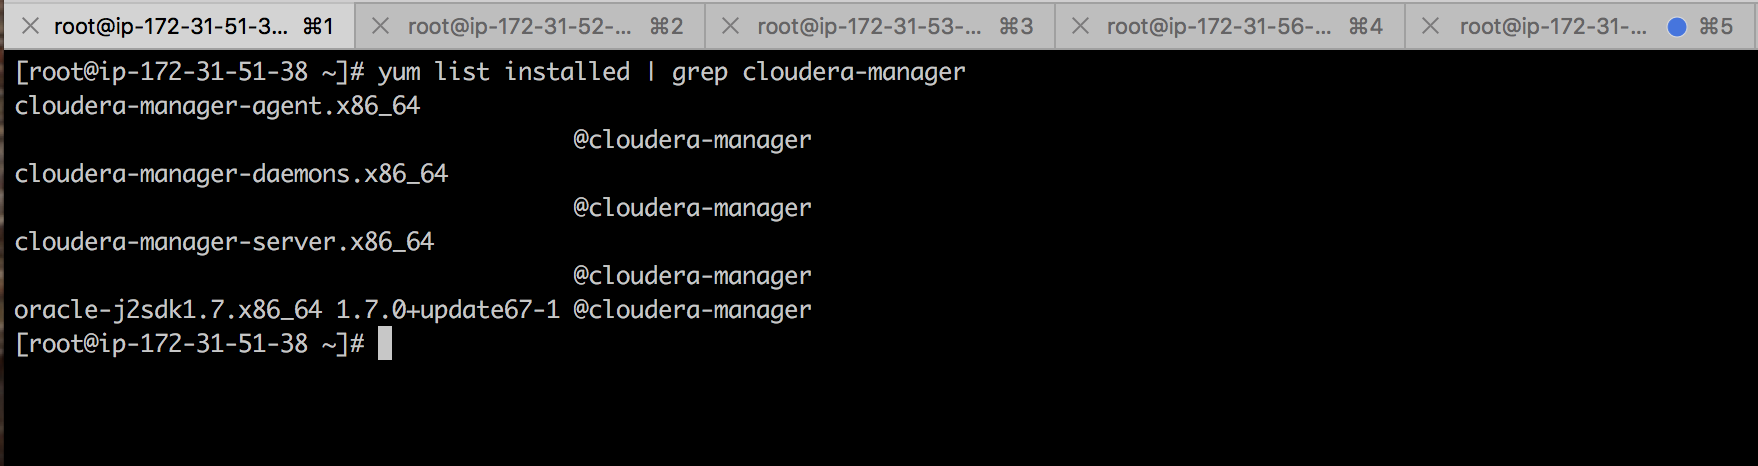 root@ip-172-31-51-3... ⌘1 root@ip-172-31-52-... ⌘2 root@ip-172-31-53-... ⌘3 root@ip-172-31-56-... ⌘4 root@ip-172-31-... ⌘5
[root@ip-172-31-51-38 ~]# yum list installed | grep cloudera-manager
cloudera-manager-agent.x86_64
@cloudera-manager
cloudera-manager-daemons.x86_64
@cloudera-manager
cloudera-manager-server.x86_64
@cloudera-manager
oracle-j2sdk1.7.x86_64 1.7.0+update67-1 @cloudera-manager
[root@ip-172-31-51-38 ~]#